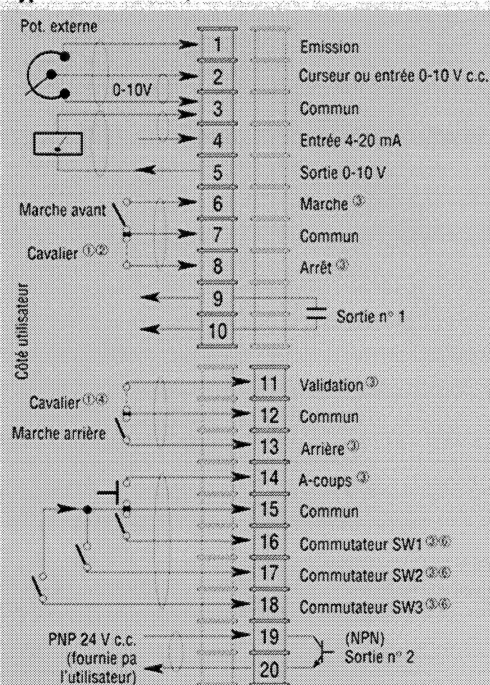 Pot. externe
0-10V
1 Emission
2 Curseur ou entrée 0-10 V c.c.
3 Commun
4 Entrée 4-20 mA
5 Sortie 0-10 V
Marche avant
6 Marche ③
7 Commun
Cavalier ①②
8 Arrêt ③
9
Sortie n° 1
10
Côté utilisateur
11 Validation ③
Cavalier ①④
12 Commun
Marche arrière
13 Arrière ③
14 A-coups ③
15 Commun
16 Commutateur SW1 ③⑥
17 Commutateur SW2 ③⑥
18 Commutateur SW3 ③⑥
PNP 24 V c.c.
(fournie pa
l'utilisateur)
19 (NPN)
Sortie n° 2
20